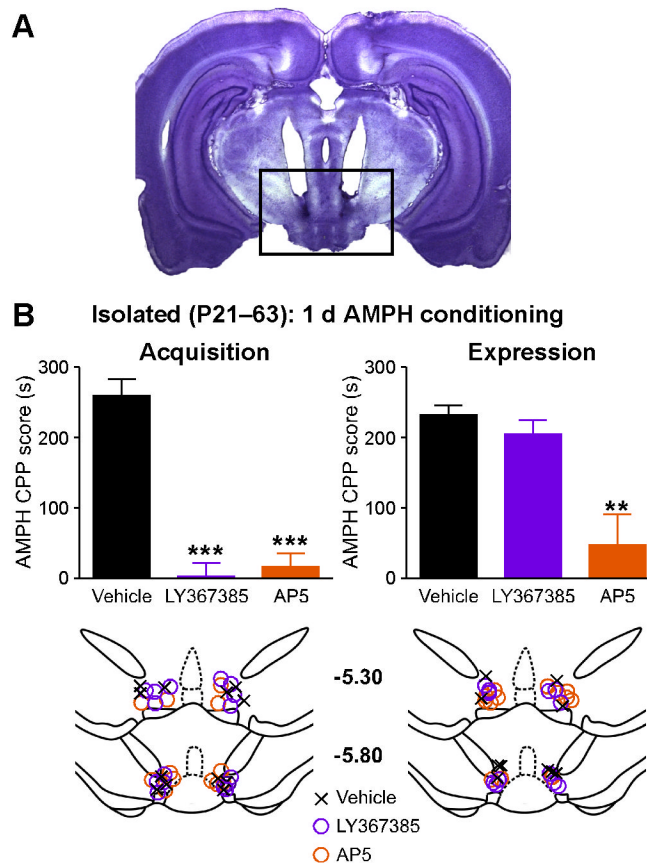 A
B Isolated (P21–63): 1 d AMPH conditioning
Acquisition
AMPH CPP score (s)
300
200
100
0
***
***
Vehicle LY367385 AP5
Expression
AMPH CPP score (s)
300
200
100
0
**
Vehicle LY367385 AP5
-5.30
-5.80
Vehicle
LY367385
AP5